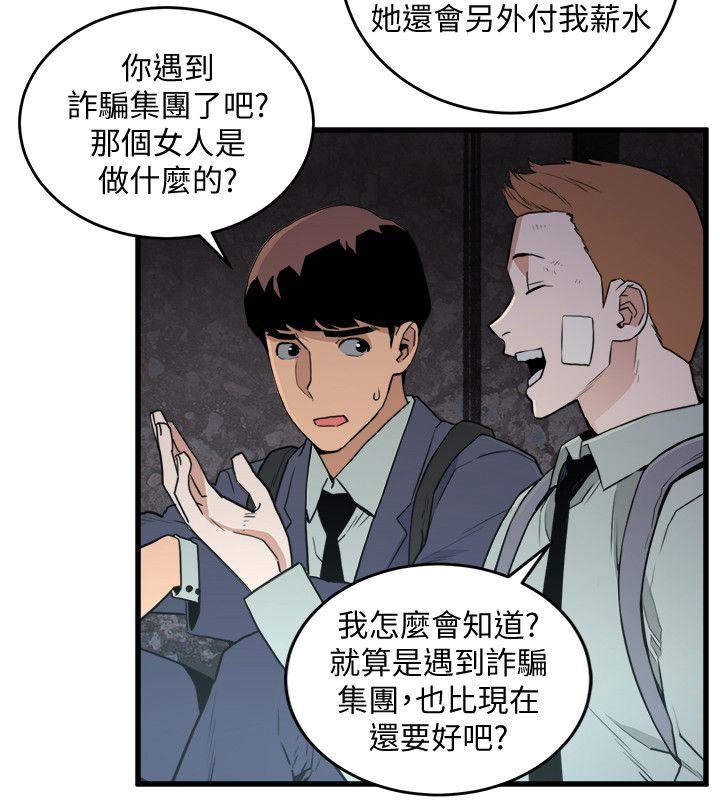 她還會另外付我薪水
你遇到
詐騙集團了吧?
那個女人是
做什麼的?
我怎麼會知道?
就算是遇到詐騙
集團,也比現在
還要好吧?